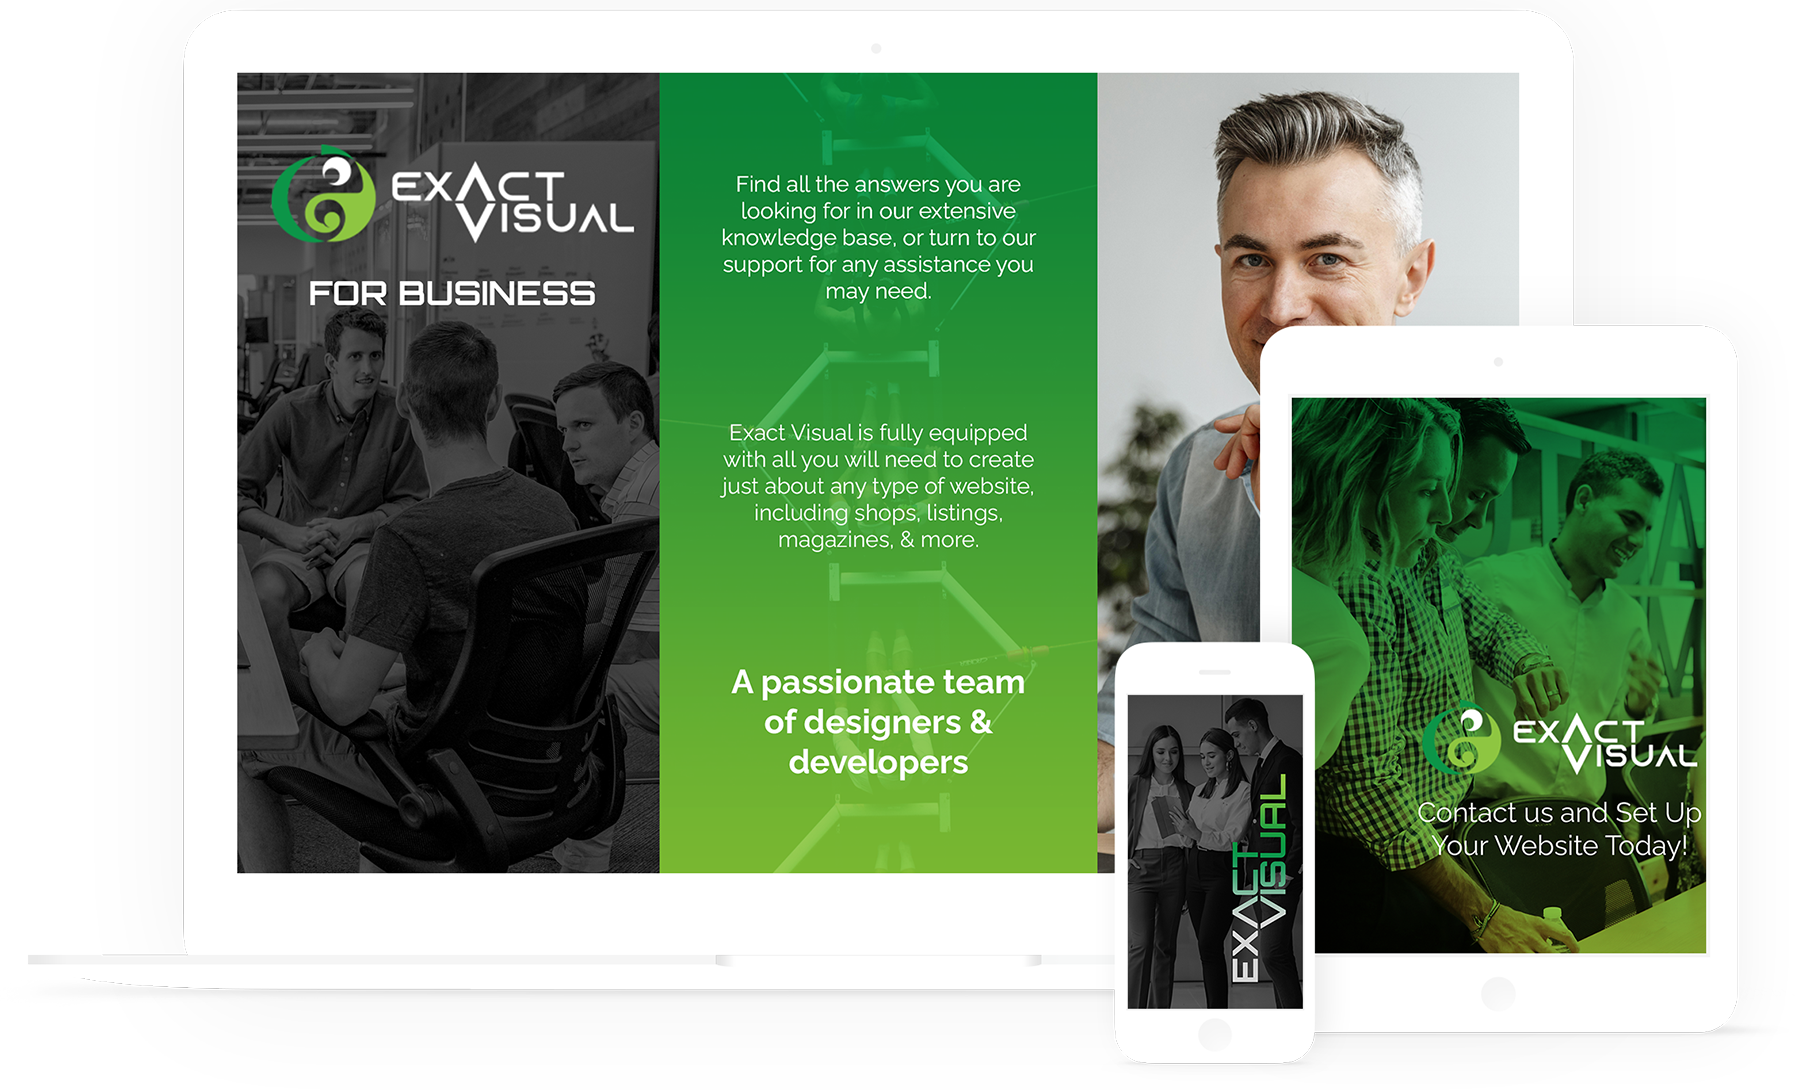 EXACT
VISUAL
FOR BUSINESS
Find all the answers you are
looking for in our extensive
knowledge base, or turn to our
support for any assistance you
may need.
Exact Visual is fully equipped
with all you will need to create
just about any type of website,
including shops, listings,
magazines, & more.
A passionate team
of designers &
developers
EXACT
VISUAL
EXACT
VISUAL
Contact us and Set Up
Your Website Today!